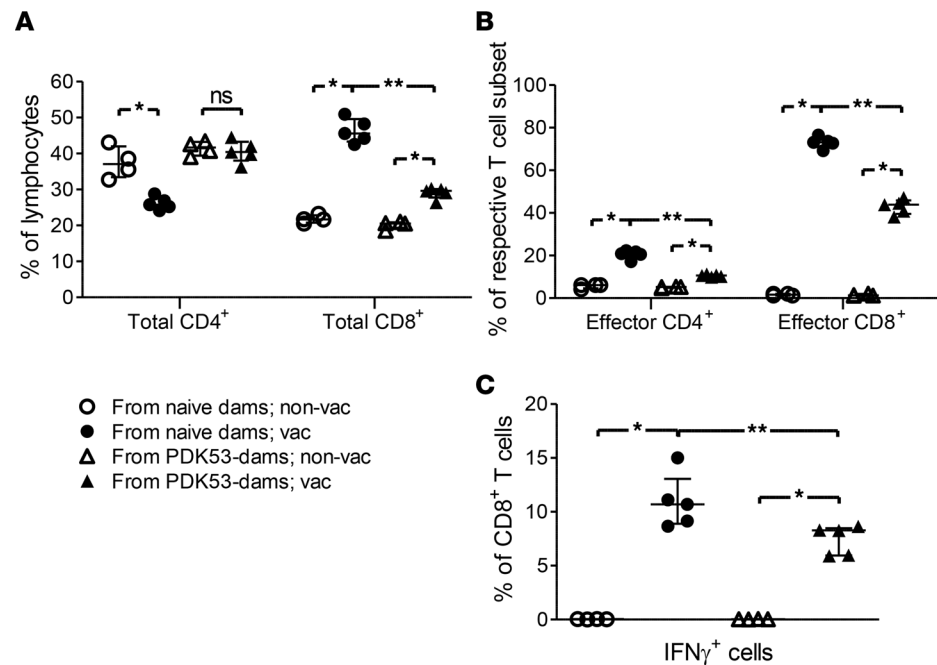 A
% of lymphocytes
60
50
40
30
20
10
0
*
ns
*
**
*
Total CD4+
Total CD8+
B
% of respective T cell subset
100
80
60
40
20
0
*
**
*
*
**
*
Effector CD4+
Effector CD8+
From naive dams; non-vac
From naive dams; vac
From PDK53-dams; non-vac
From PDK53-dams; vac
C
% of CD8+ T cells
20
15
10
5
0
*
**
*
IFNγ+ cells